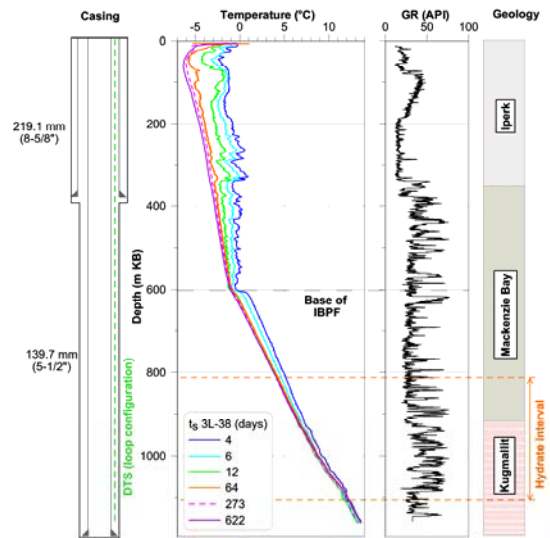 Casing
Temperature (°C)
GR (API)
Geology
-5 0 5 10
0 50 100
0
200
400
600
800
1000
Depth (m KB)
219.1 mm
(8-5/8")
139.7 mm
(5-1/2")
DTS (loop configuration)
Base of
IBPF
ts 3L-38 (days)
4
6
12
64
273
622
Iperk
Mackenzie Bay
Kugmallit
Hydrate interval